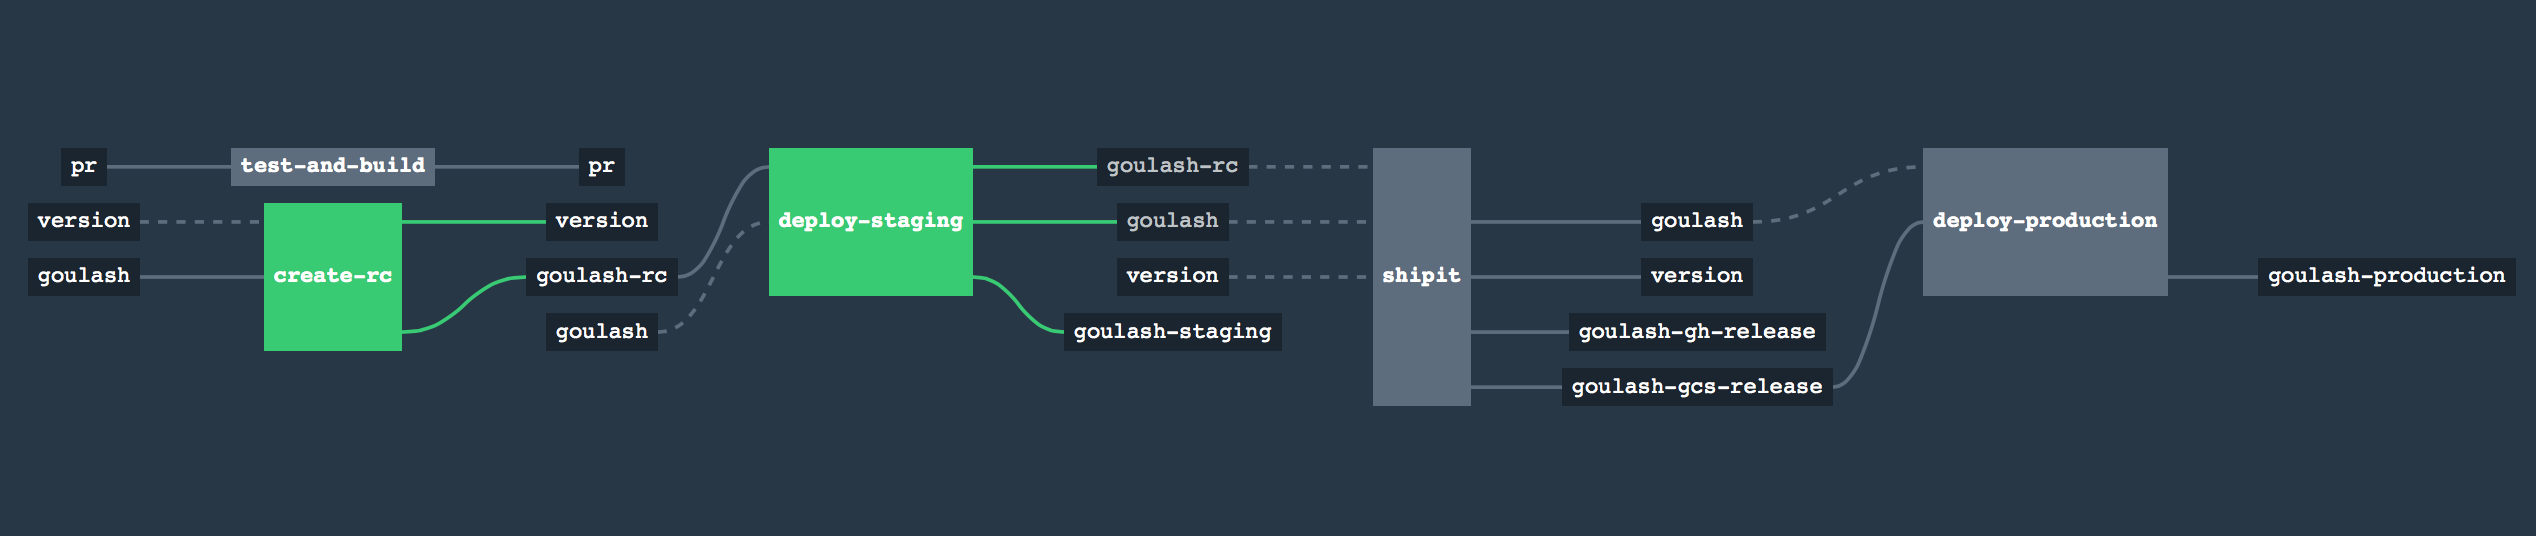 pr
test-and-build
pr
version
goulash
create-rc
version
goulash-rc
goulash
deploy-staging
goulash-rc
goulash
version
goulash-staging
shipit
goulash
version
goulash-gh-release
goulash-gcs-release
deploy-production
goulash-production